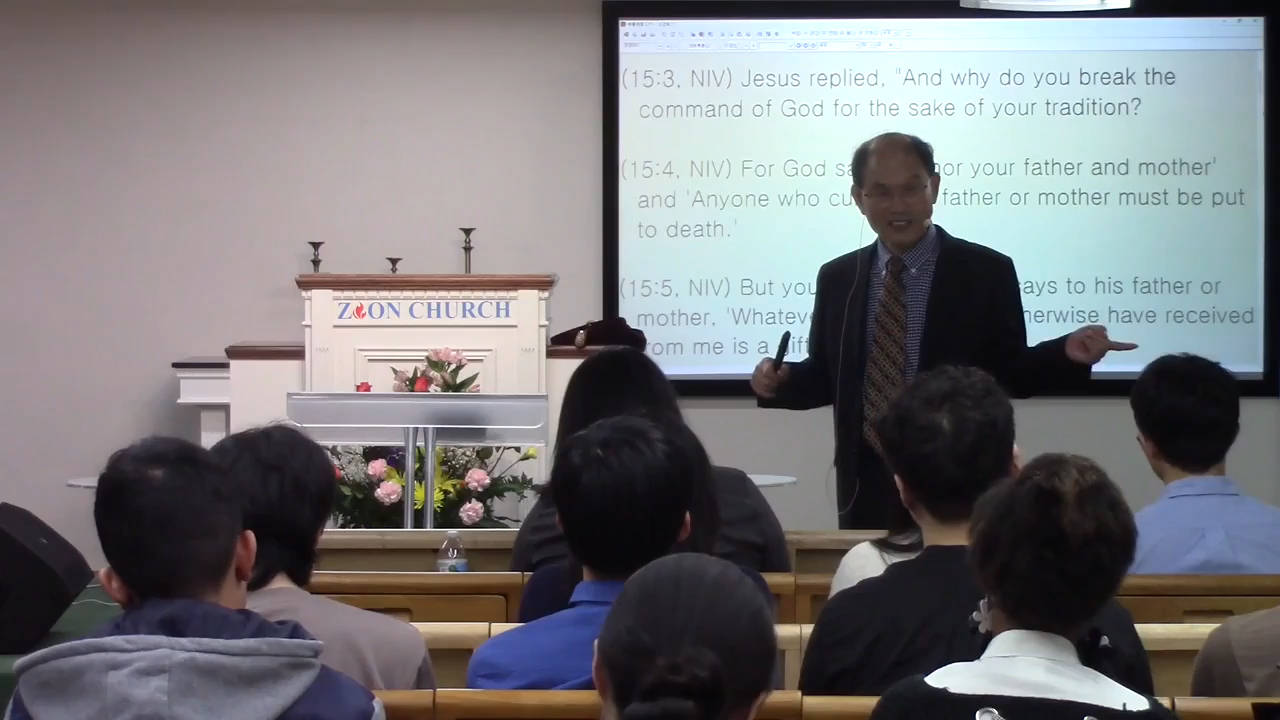 (15:3, NIV) Jesus replied, "And why do you break the
command of God for the sake of your tradition?
(15:4, NIV) For God sa nor your father and mother'
and 'Anyone who cu father or mother must be put
to death.'
(15:5, NIV) But you says to his father or
mother, 'Whateve herwise have received
from me is a gift
ZION CHURCH